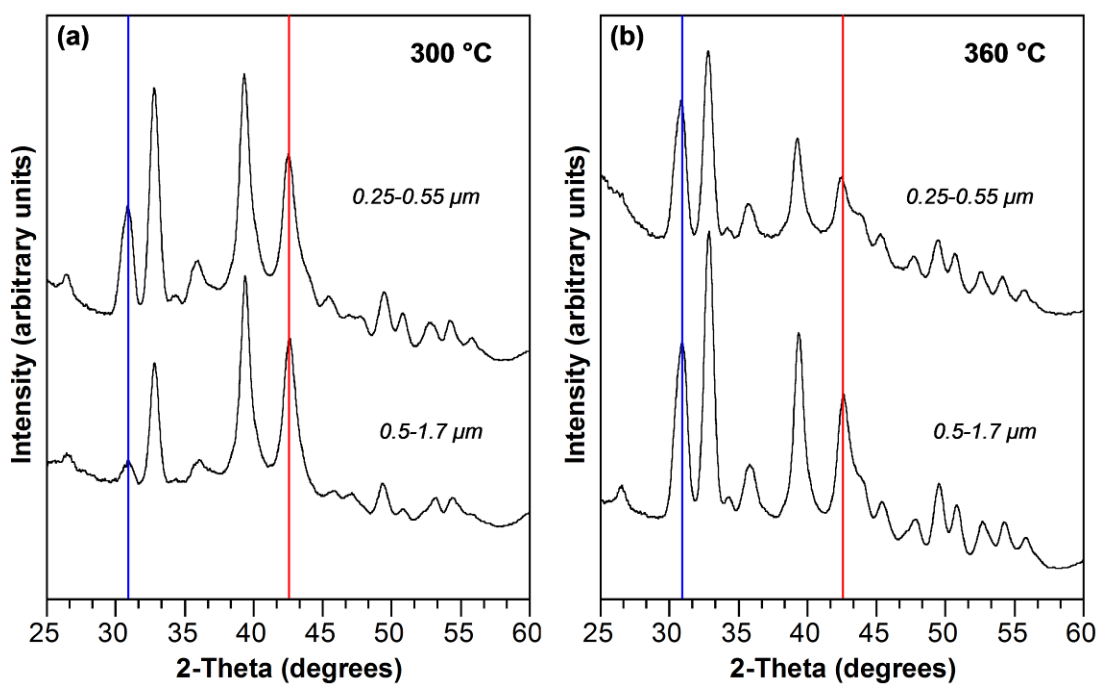 (a)
300 °C
0.25-0.55 µm
0.5-1.7 µm
Intensity (arbitrary units)
25 30 35 40 45 50 55 60
2-Theta (degrees)
(b)
360 °C
0.25-0.55 µm
0.5-1.7 µm
Intensity (arbitrary units)
25 30 35 40 45 50 55 60
2-Theta (degrees)